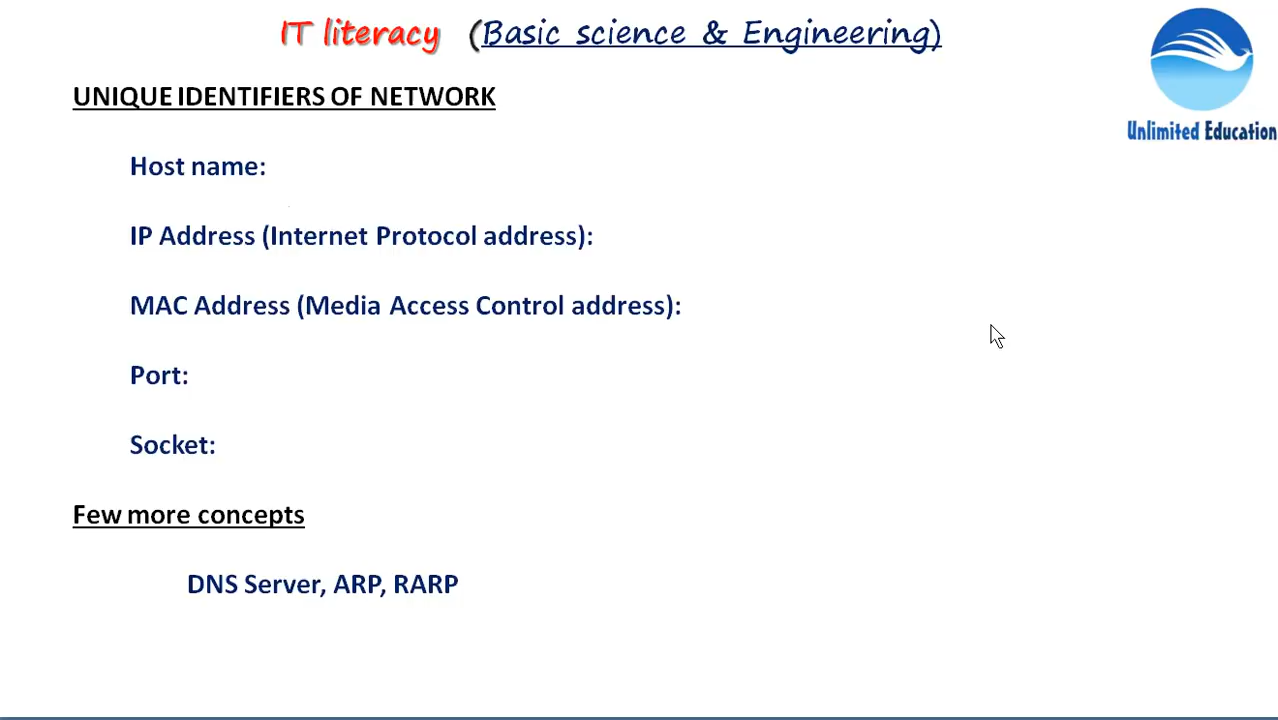 IT literacy (Basic science & Engineering)
UNIQUE IDENTIFIERS OF NETWORK
Host name:
IP Address (Internet Protocol address):
MAC Address (Media Access Control address):
Port:
Socket:
Few more concepts
DNS Server, ARP, RARP
Unlimited Education